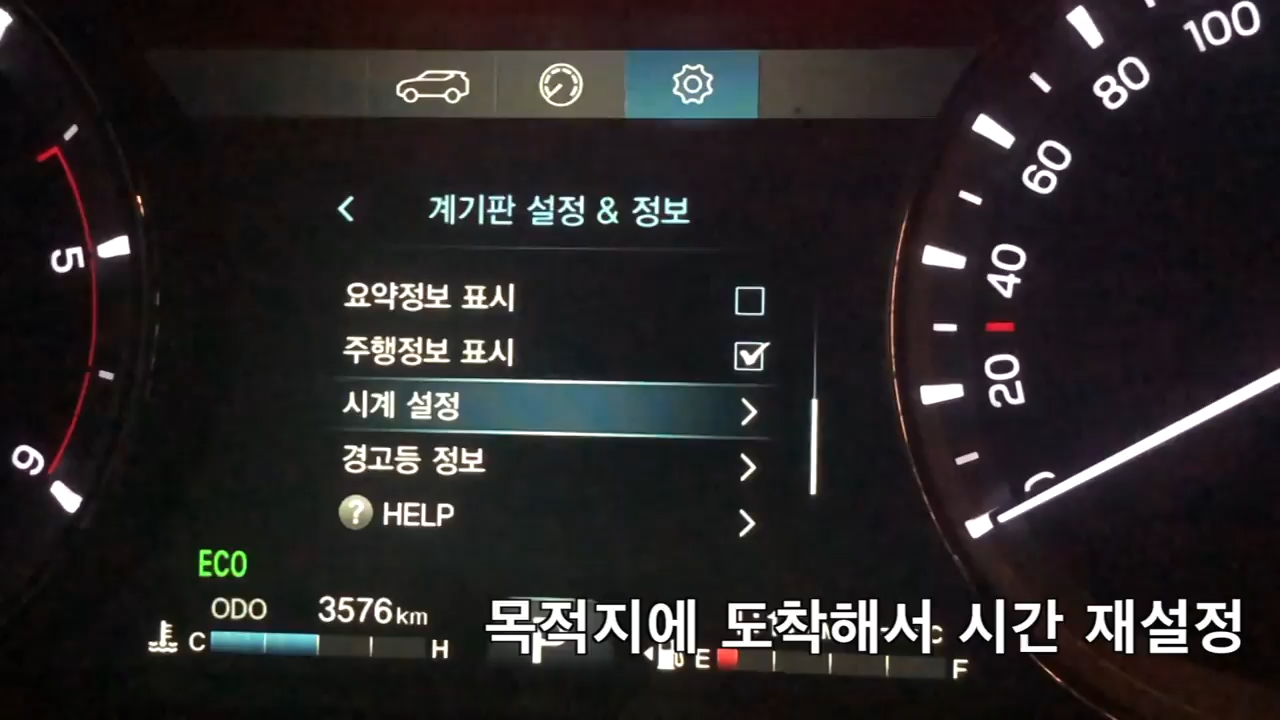 계기판 설정 & 정보
요약정보 표시
주행정보 표시
시계 설정
경고등 정보
? HELP
ECO
ODO 3576 km
C H
E F
목적지에 도착해서 시간 재설정
5
6
20
40
60
80
100